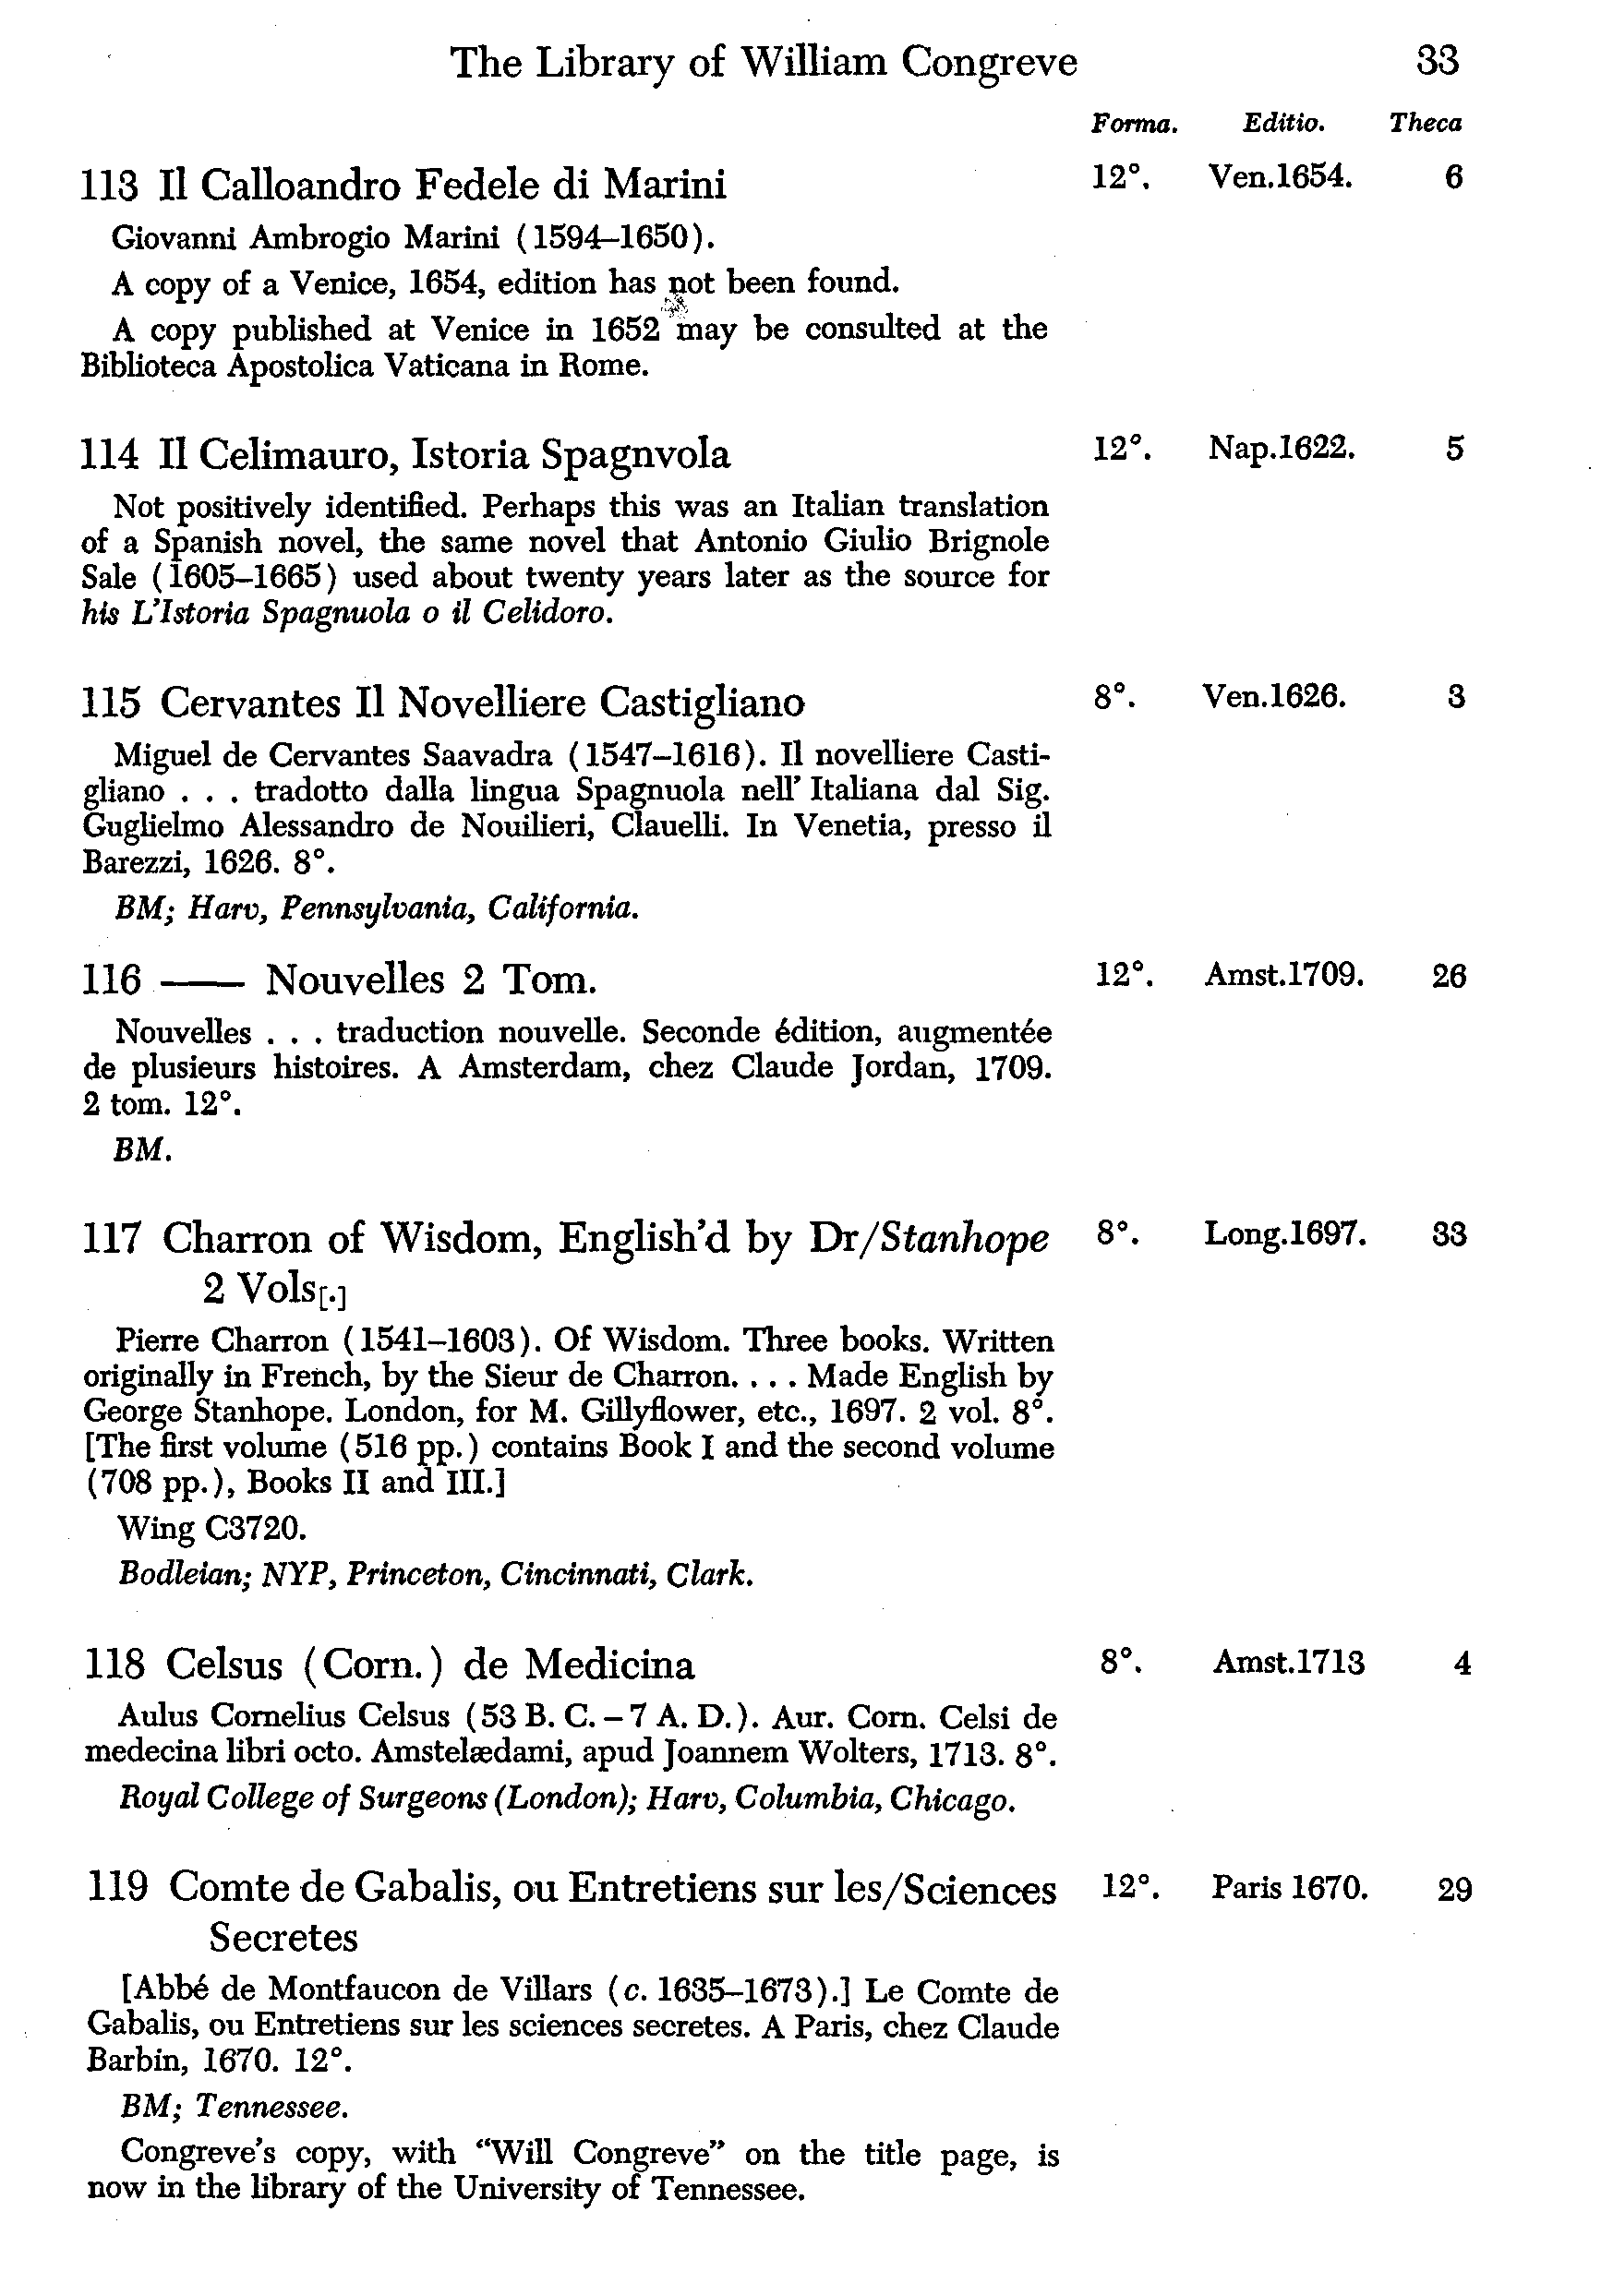 The Library of William Congreve 33
Forma. Editio. Theca
113 Il Calloandro Fedele di Marini 12°. Ven.1654. 6
Giovanni Ambrogio Marini (1594–1650).
A copy of a Venice, 1654, edition has not been found.
A copy published at Venice in 1652 may be consulted at the
Biblioteca Apostolica Vaticana in Rome.
114 Il Celimauro, Istoria Spagnvola 12°. Nap.1622. 5
Not positively identified. Perhaps this was an Italian translation
of a Spanish novel, the same novel that Antonio Giulio Brignole
Sale (1605–1665) used about twenty years later as the source for
his L'Istoria Spagnuola o il Celidoro.
115 Cervantes Il Novelliere Castigliano 8°. Ven.1626. 3
Miguel de Cervantes Saavadra (1547–1616). Il novelliere Casti-
gliano . . . tradotto dalla lingua Spagnuola nell' Italiana dal Sig.
Guglielmo Alessandro de Nouilieri, Clauelli. In Venetia, presso il
Barezzi, 1626. 8°.
BM; Harv, Pennsylvania, California.
116 —— Nouvelles 2 Tom. 12°. Amst.1709. 26
Nouvelles . . . traduction nouvelle. Seconde édition, augmentée
de plusieurs histoires. A Amsterdam, chez Claude Jordan, 1709.
2 tom. 12°.
BM.
117 Charron of Wisdom, English'd by Dr/Stanhope 8°. Long.1697. 33
2 Vols[.]
Pierre Charron (1541–1603). Of Wisdom. Three books. Written
originally in French, by the Sieur de Charron. . . . Made English by
George Stanhope. London, for M. Gillyflower, etc., 1697. 2 vol. 8°.
[The first volume (516 pp.) contains Book I and the second volume
(708 pp.), Books II and III.]
Wing C3720.
Bodleian; NYP, Princeton, Cincinnati, Clark.
118 Celsus (Corn.) de Medicina 8°. Amst.1713 4
Aulus Cornelius Celsus (53 B. C. – 7 A. D.). Aur. Corn. Celsi de
medecina libri octo. Amstelædami, apud Joannem Wolters, 1713. 8°.
Royal College of Surgeons (London); Harv, Columbia, Chicago.
119 Comte de Gabalis, ou Entretiens sur les/Sciences 12°. Paris 1670. 29
Secretes
[Abbé de Montfaucon de Villars (c. 1635–1673).] Le Comte de
Gabalis, ou Entretiens sur les sciences secretes. A Paris, chez Claude
Barbin, 1670. 12°.
BM; Tennessee.
Congreve's copy, with "Will Congreve" on the title page, is
now in the library of the University of Tennessee.